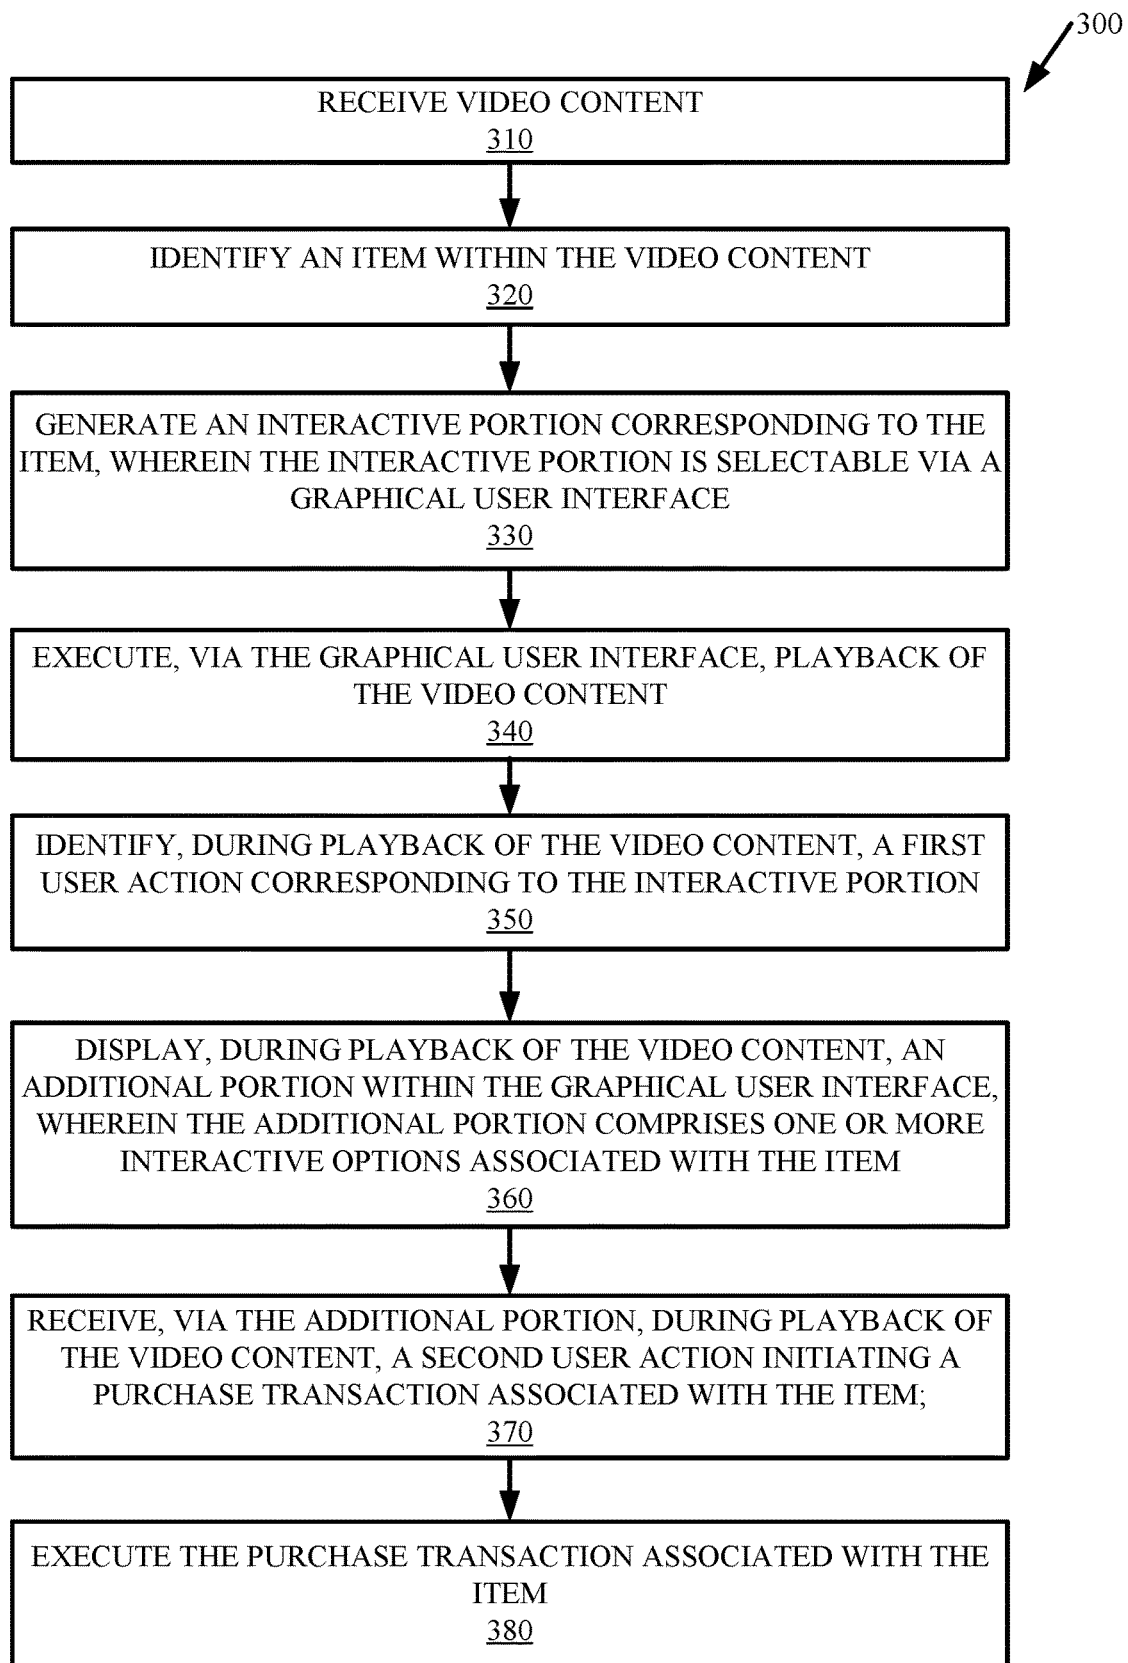 300
RECEIVE VIDEO CONTENT
310
IDENTIFY AN ITEM WITHIN THE VIDEO CONTENT
320
GENERATE AN INTERACTIVE PORTION CORRESPONDING TO THE
ITEM, WHEREIN THE INTERACTIVE PORTION IS SELECTABLE VIA A
GRAPHICAL USER INTERFACE
330
EXECUTE, VIA THE GRAPHICAL USER INTERFACE, PLAYBACK OF
THE VIDEO CONTENT
340
IDENTIFY, DURING PLAYBACK OF THE VIDEO CONTENT, A FIRST
USER ACTION CORRESPONDING TO THE INTERACTIVE PORTION
350
DISPLAY, DURING PLAYBACK OF THE VIDEO CONTENT, AN
ADDITIONAL PORTION WITHIN THE GRAPHICAL USER INTERFACE,
WHEREIN THE ADDITIONAL PORTION COMPRISES ONE OR MORE
INTERACTIVE OPTIONS ASSOCIATED WITH THE ITEM
360
RECEIVE, VIA THE ADDITIONAL PORTION, DURING PLAYBACK OF
THE VIDEO CONTENT, A SECOND USER ACTION INITIATING A
PURCHASE TRANSACTION ASSOCIATED WITH THE ITEM;
370
EXECUTE THE PURCHASE TRANSACTION ASSOCIATED WITH THE
ITEM
380